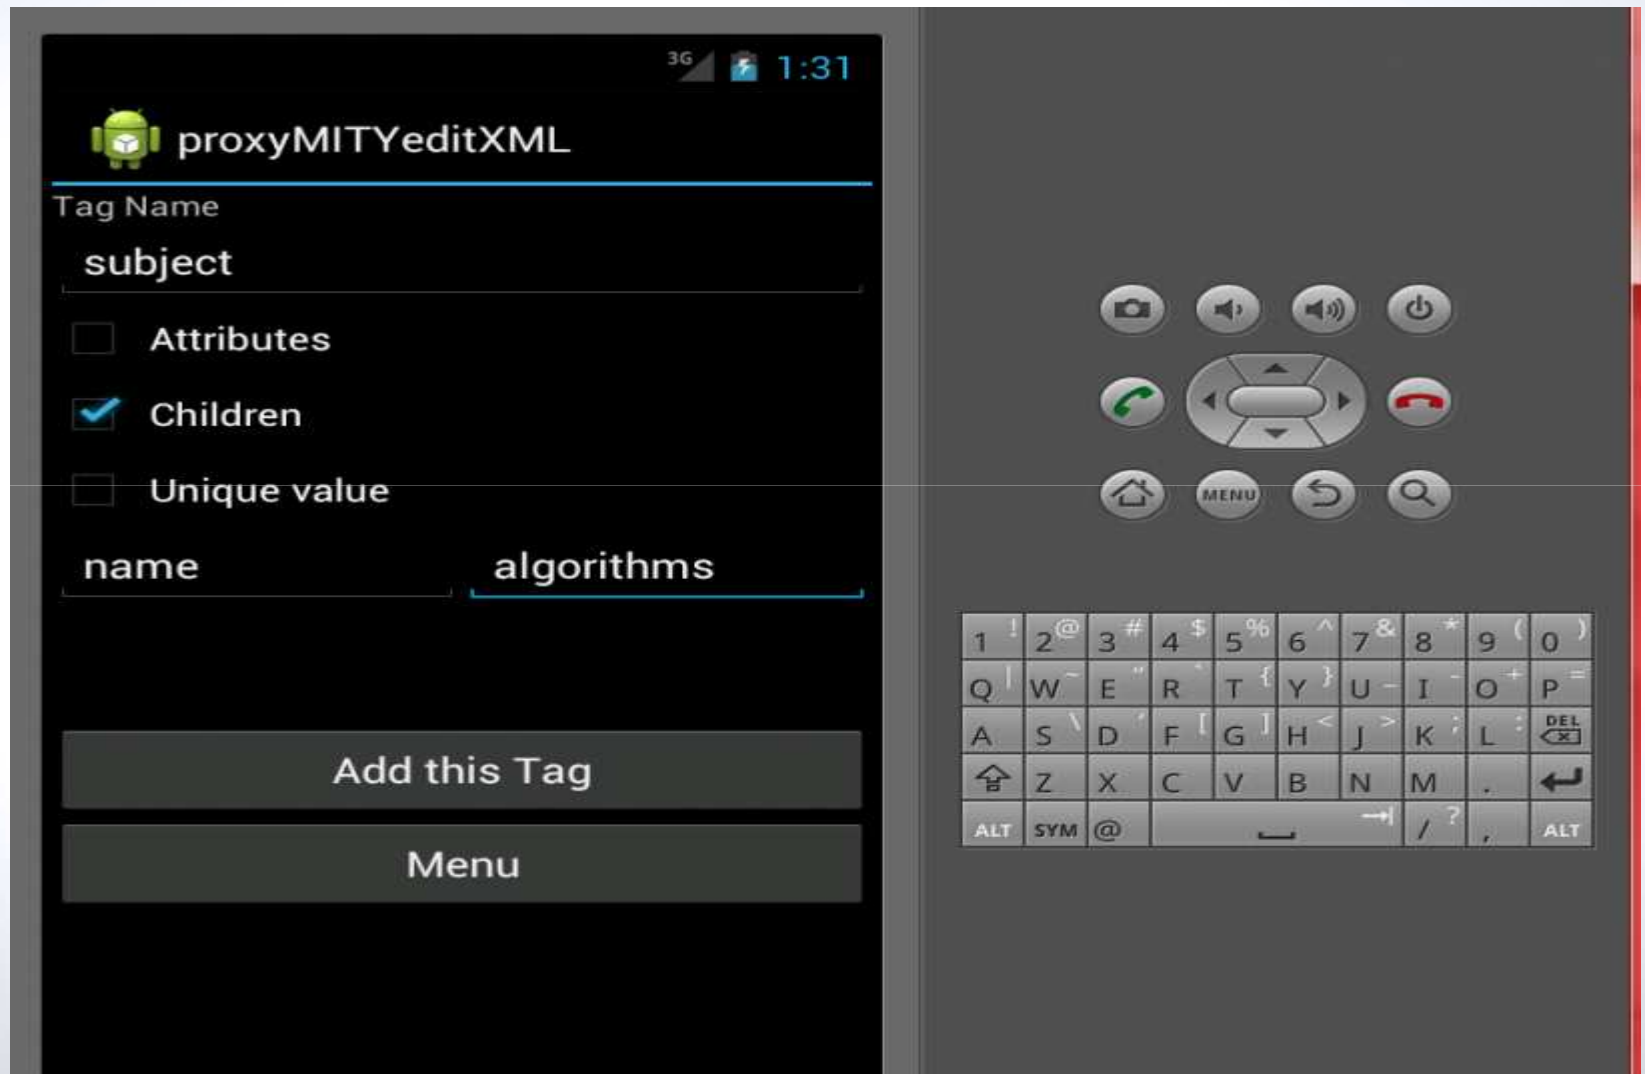 3G 1:31
proxyMITYeditXML
Tag Name
subject
Attributes
Children
Unique value
name algorithms
Add this Tag
Menu
MENU
1 ! 2 @ 3 # 4 $ 5 % 6 ^ 7 & 8 * 9 ( 0 )
Q | W ~ E " R ` T { Y } U _ I - O + P =
A S \ D ' F [ G ] H < J > K ; L : DEL
Z X C V B N M .
ALT SYM @ / ? , ALT